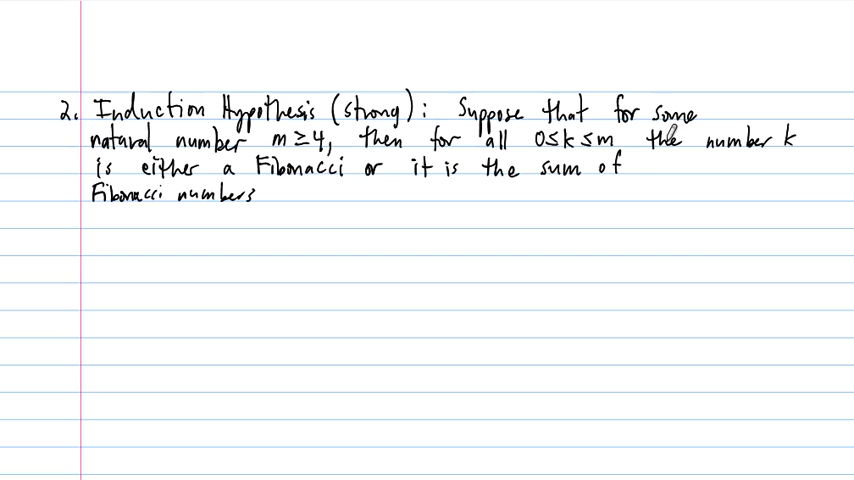 2. Induction Hypothesis (strong): Suppose that for some
natural number m ≥ 4, then for all 0 ≤ k ≤ m the number k
is either a Fibonacci or it is the sum of
Fibonacci numbers